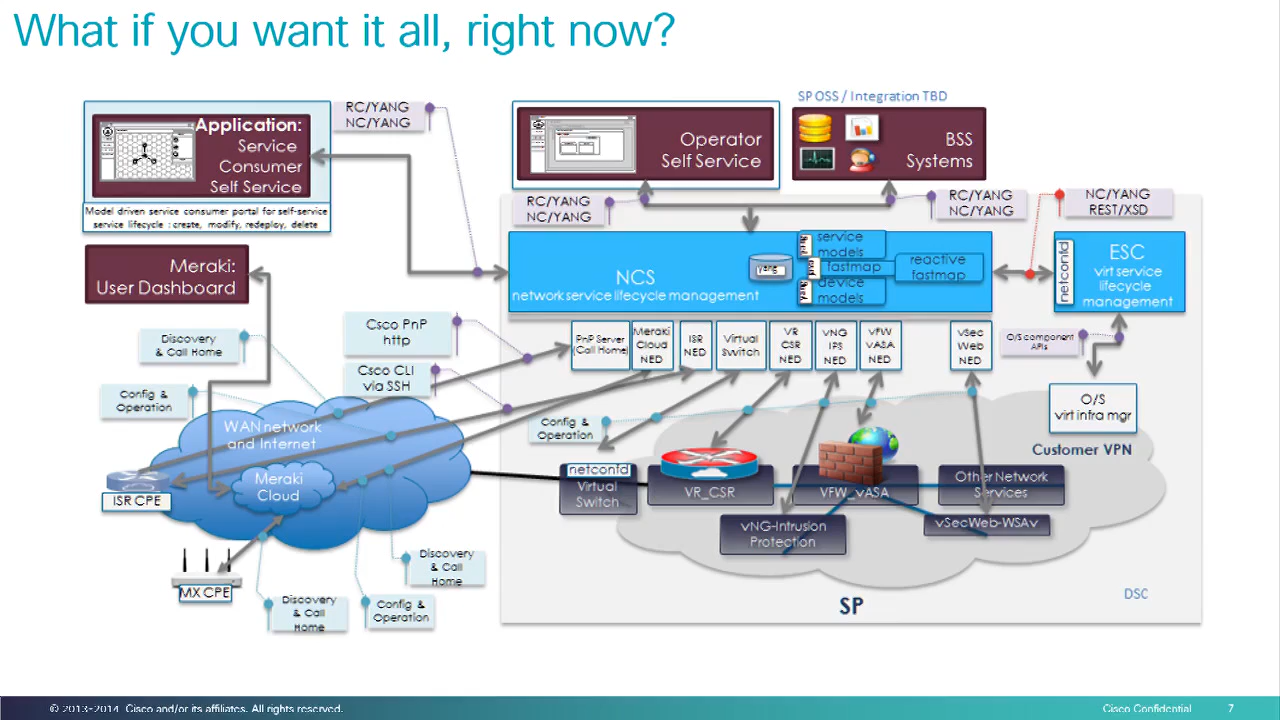 What if you want it all, right now?
SP OSS / Integration TBD
Application:
Service
Consumer
Self Service
Model driven service consumer portal for self-service
service lifecycle : create, modify, redeploy, delete
RC/YANG
NC/YANG
Operator
Self Service
BSS
Systems
RC/YANG
NC/YANG
RC/YANG
NC/YANG
NC/YANG
REST/XSD
Meraki:
User Dashboard
NCS
network service lifecycle management
yang
service
models
fastmap
device
models
reactive
fastmap
netconfd
ESC
virt service
lifecycle
management
Discovery
& Call Home
Csco PnP
http
Csco CLI
via SSH
PnP Server
(Call Home)
Meraki
Cloud
NED
ISR
NED
Virtual
Switch
VR
CSR
NED
vNG
IPS
NED
vFW
vASA
NED
vSec
Web
NED
O/S component
APIs
Config &
Operation
O/S
virt infra mgr
WAN network
and Internet
Config &
Operation
Customer VPN
Meraki
Cloud
ISR CPE
netconfd
Virtual
Switch
VR_CSR
VFW_vASA
Other Network
Services
vNG-Intrusion
Protection
vSecWeb-WSAv
MX CPE
Discovery
& Call
Home
Discovery
& Call
Home
Config &
Operation
SP
DSC
© 2013-2014 Cisco and/or its affiliates. All rights reserved.
Cisco Confidential
7